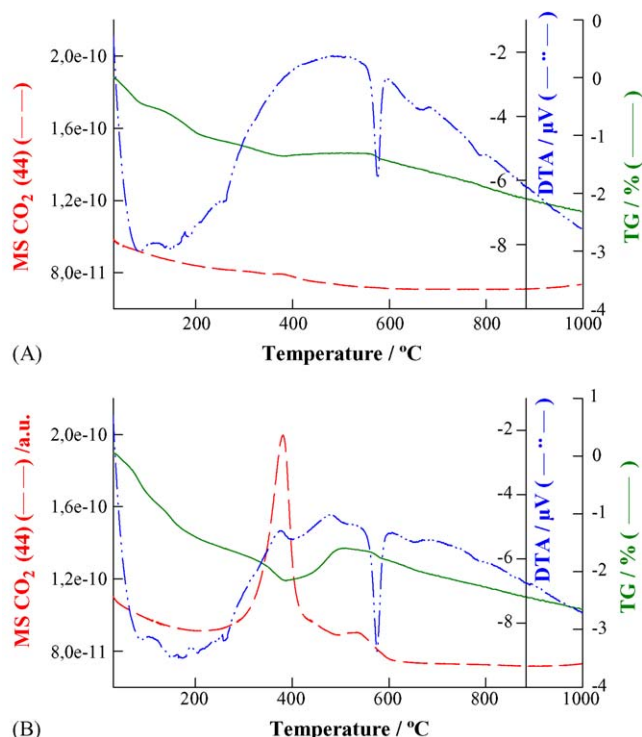 MS CO₂ (44) (— —)
2,0e-10
1,6e-10
1,2e-10
8,0e-11
-2
-4
-6
-8
DTA / µV (—··—)
0
0
-1
-2
-3
-4
TG / % (——)
200
400
600
800
1000
(A)
Temperature / ºC
MS CO₂ (44) (— —) /a.u.
2,0e-10
1,6e-10
1,2e-10
8,0e-11
-2
-4
-6
-8
DTA / µV (—··—)
1
0
-1
-2
-3
-4
TG / % (——)
200
400
600
800
1000
(B)
Temperature / ºC